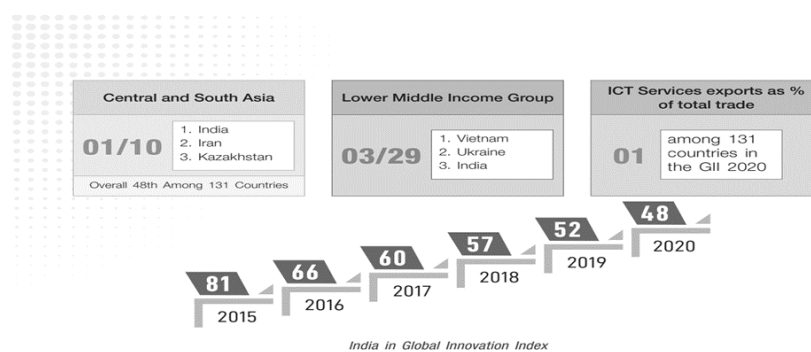 Central and South Asia
01/10
1. India
2. Iran
3. Kazakhstan
Overall 48th Among 131 Countries
Lower Middle Income Group
03/29
1. Vietnam
2. Ukraine
3. India
ICT Services exports as %
of total trade
01
among 131
countries in
the GII 2020
81
2015
66
2016
60
2017
57
2018
52
2019
48
2020
India in Global Innovation Index